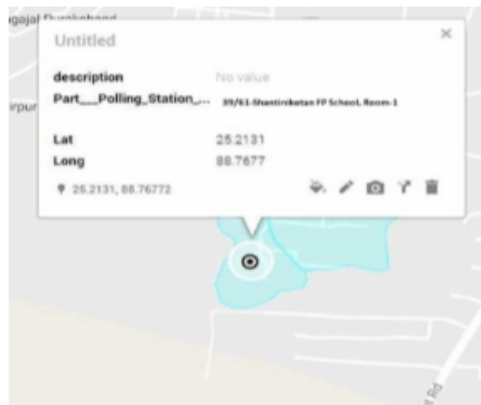 Untitled
description No value
Part___Polling_Station_... 39/61-Shantiniketan FP School, Room-1
Lat 25.2131
Long 88.7677
25.2131, 88.76772
Rd